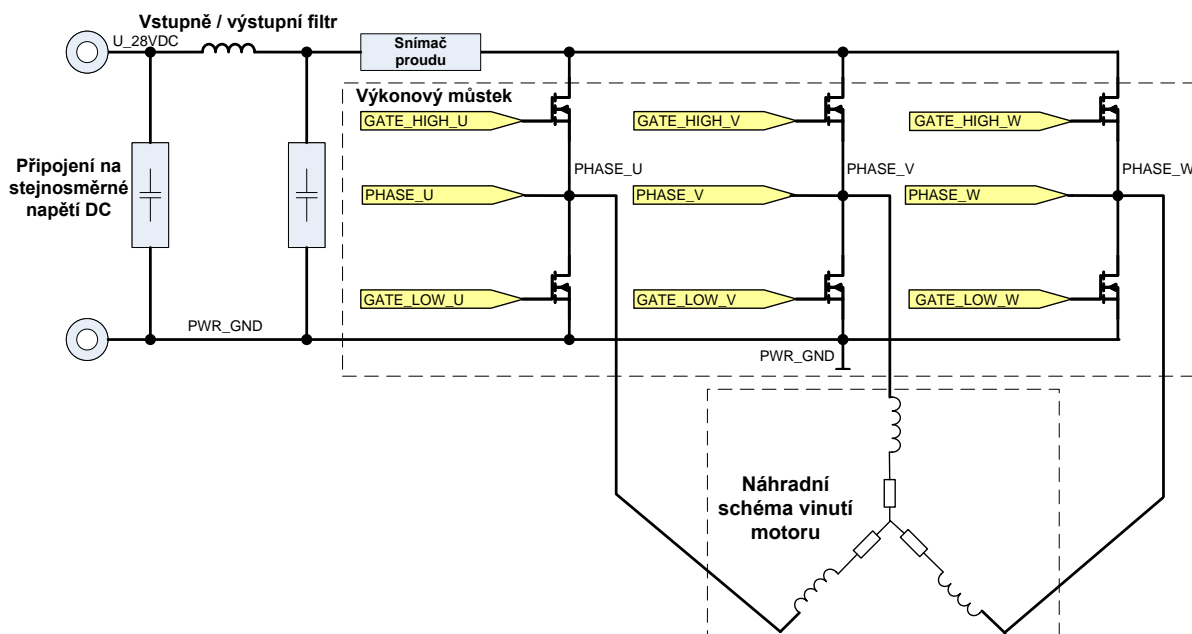 Vstupně / výstupní filtr
U_28VDC
Snímač
proudu
Výkonový můstek
GATE_HIGH_U
GATE_HIGH_V
GATE_HIGH_W
Připojení na
stejnosměrné
napětí DC
PHASE_U
PHASE_V
PHASE_W
PHASE_U
PHASE_V
PHASE_W
GATE_LOW_U
GATE_LOW_V
GATE_LOW_W
PWR_GND
PWR_GND
Náhradní
schéma vinutí
motoru